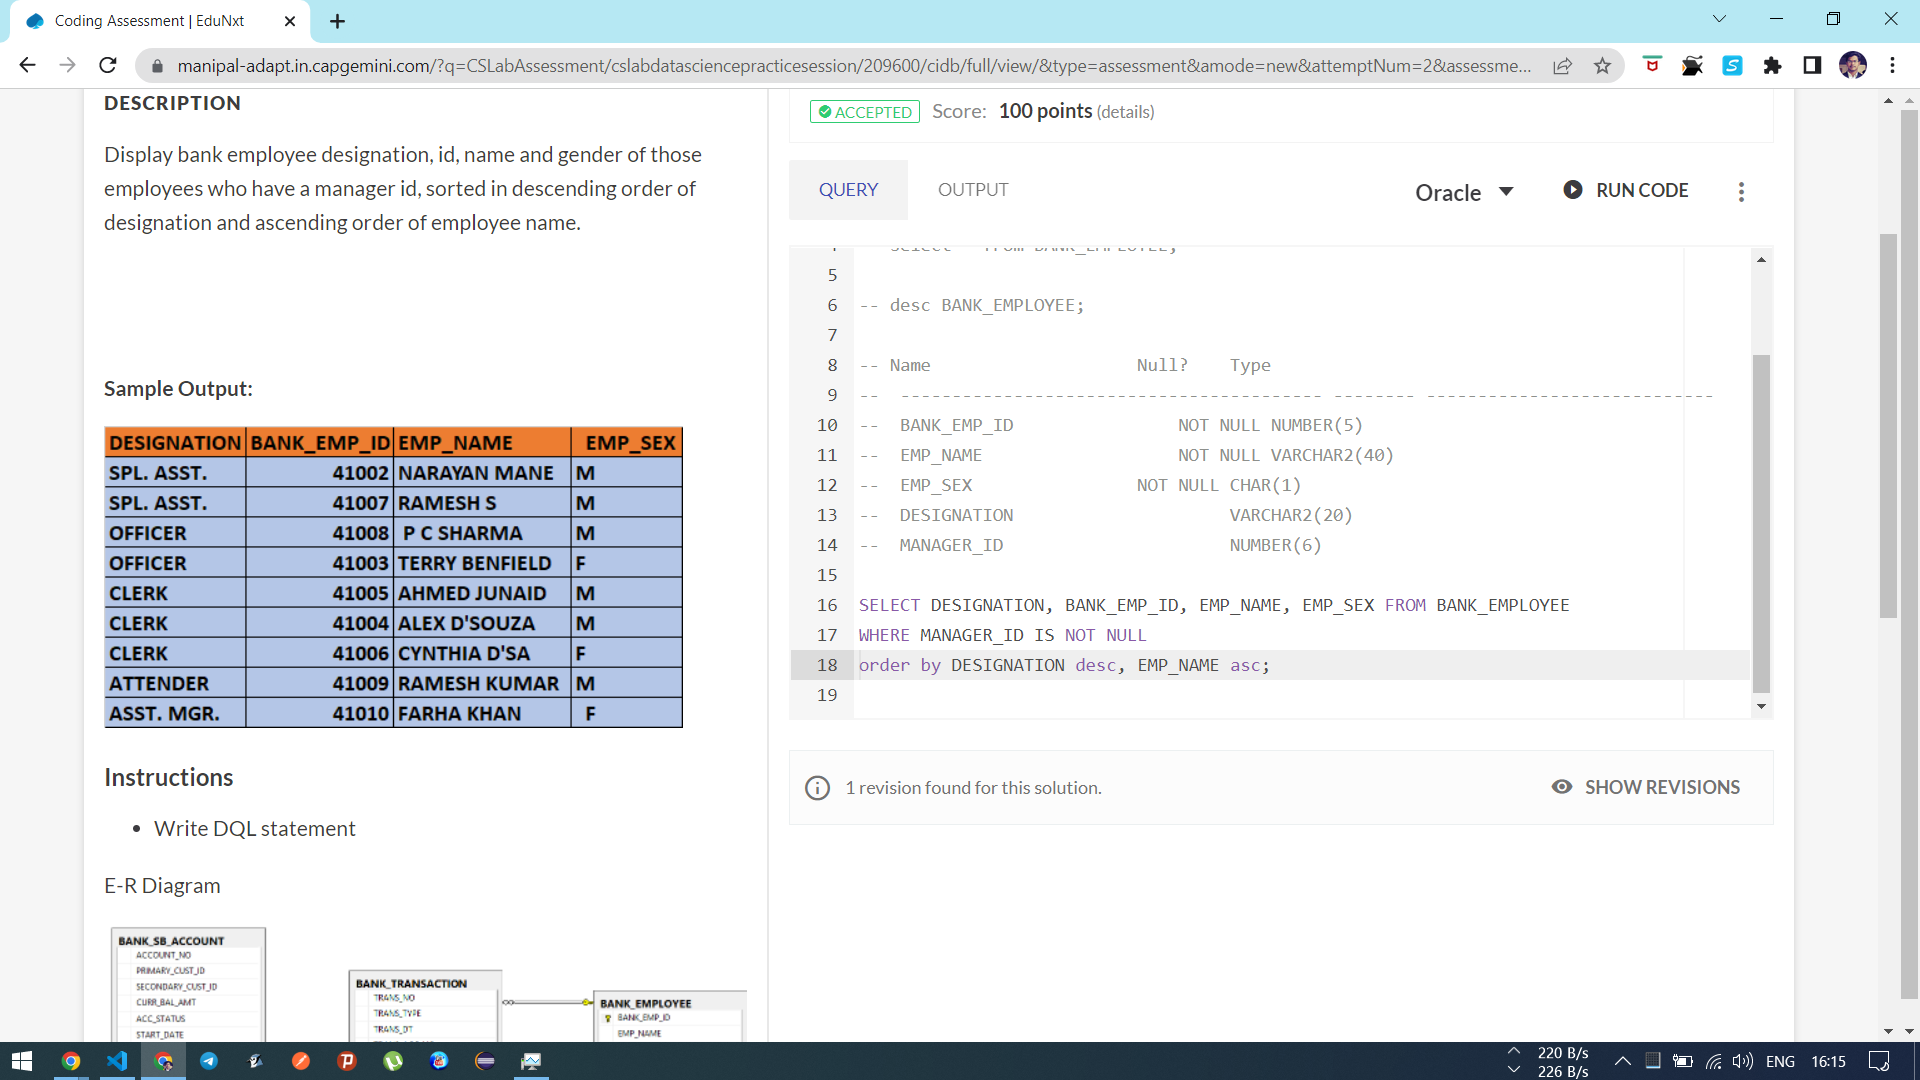 Coding Assessment | EduNxt
manipal-adapt.in.capgemini.com/?q=CSLabAssessment/cslabdatasciencepracticesession/209600/cidb/full/view/&type=assessment&amode=new&attemptNum=2&assessme...
DESCRIPTION
Display bank employee designation, id, name and gender of those
employees who have a manager id, sorted in descending order of
designation and ascending order of employee name.
Sample Output:
DESIGNATION BANK_EMP_ID EMP_NAME EMP_SEX
SPL. ASST. 41002 NARAYAN MANE M
SPL. ASST. 41007 RAMESH S M
OFFICER 41008 P C SHARMA M
OFFICER 41003 TERRY BENFIELD F
CLERK 41005 AHMED JUNAID M
CLERK 41004 ALEX D'SOUZA M
CLERK 41006 CYNTHIA D'SA F
ATTENDER 41009 RAMESH KUMAR M
ASST. MGR. 41010 FARHA KHAN F
Instructions
• Write DQL statement
E-R Diagram
BANK_SB_ACCOUNT
ACCOUNT_NO
PRIMARY_CUST_ID
SECONDARY_CUST_ID
CURR_BAL_AMT
ACC_STATUS
START_DATE
BANK_TRANSACTION
TRANS_NO
TRANS_TYPE
TRANS_DT
BANK_EMPLOYEE
BANK_EMP_ID
EMP_NAME
ACCEPTED Score: 100 points (details)
QUERY OUTPUT Oracle RUN CODE
5
6 -- desc BANK_EMPLOYEE;
7
8 -- Name Null? Type
9 -- ----------------------------------------- -------- ----------------------------
10 -- BANK_EMP_ID NOT NULL NUMBER(5)
11 -- EMP_NAME NOT NULL VARCHAR2(40)
12 -- EMP_SEX NOT NULL CHAR(1)
13 -- DESIGNATION VARCHAR2(20)
14 -- MANAGER_ID NUMBER(6)
15
16 SELECT DESIGNATION, BANK_EMP_ID, EMP_NAME, EMP_SEX FROM BANK_EMPLOYEE
17 WHERE MANAGER_ID IS NOT NULL
18 order by DESIGNATION desc, EMP_NAME asc;
19
1 revision found for this solution. SHOW REVISIONS
220 B/s
226 B/s
ENG 16:15